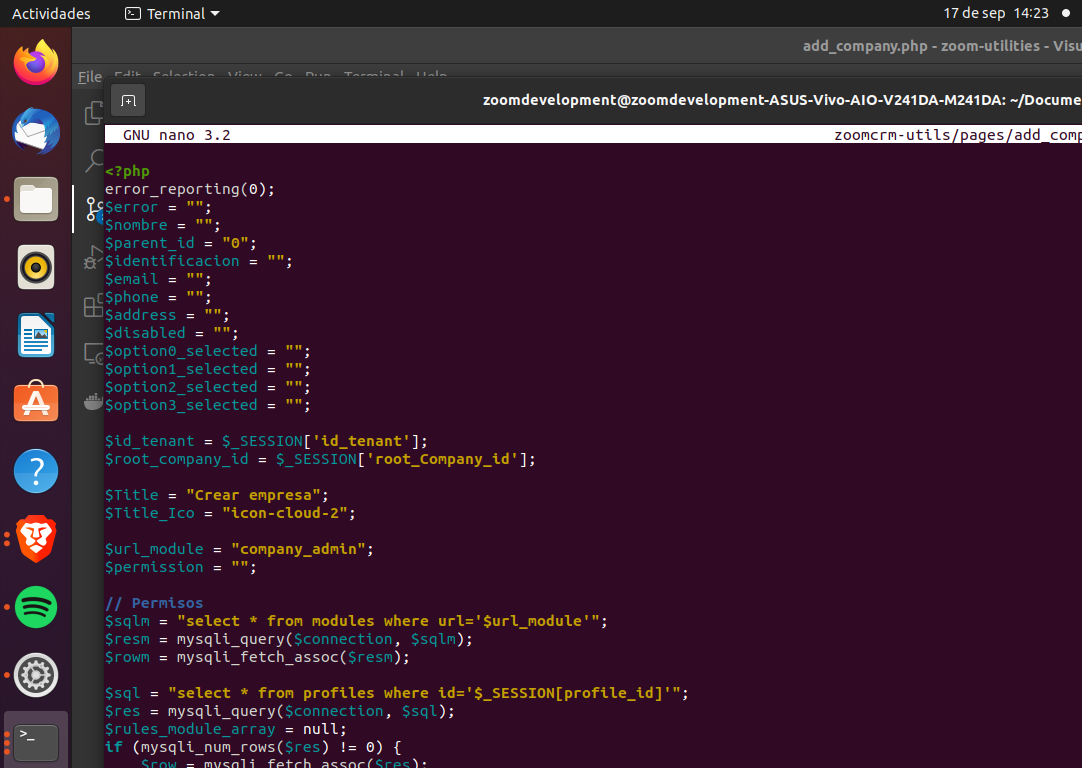 Actividades Terminal 17 de sep 14:23
add_company.php - zoom-utilities - Visu
File Edit Selection View Go Run Terminal Help
zoomdevelopment@zoomdevelopment-ASUS-Vivo-AIO-V241DA-M241DA: ~/Docume
GNU nano 3.2 zoomcrm-utils/pages/add_comp
<?php
error_reporting(0);
$error = "";
$nombre = "";
$parent_id = "0";
$identificacion = "";
$email = "";
$phone = "";
$address = "";
$disabled = "";
$option0_selected = "";
$option1_selected = "";
$option2_selected = "";
$option3_selected = "";
$id_tenant = $_SESSION['id_tenant'];
$root_company_id = $_SESSION['root_Company_id'];
$Title = "Crear empresa";
$Title_Ico = "icon-cloud-2";
$url_module = "company_admin";
$permission = "";
// Permisos
$sqlm = "select * from modules where url='$url_module'";
$resm = mysqli_query($connection, $sqlm);
$rowm = mysqli_fetch_assoc($resm);
$sql = "select * from profiles where id='$_SESSION[profile_id]'";
$res = mysqli_query($connection, $sql);
$rules_module_array = null;
if (mysqli_num_rows($res) != 0) {
$row = mysqli_fetch_assoc($res);